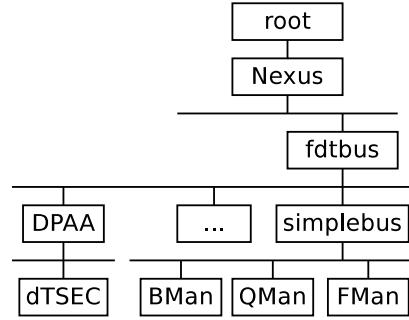 root
Nexus
fdtbus
DPAA
...
simplebus
dTSEC
BMan
QMan
FMan